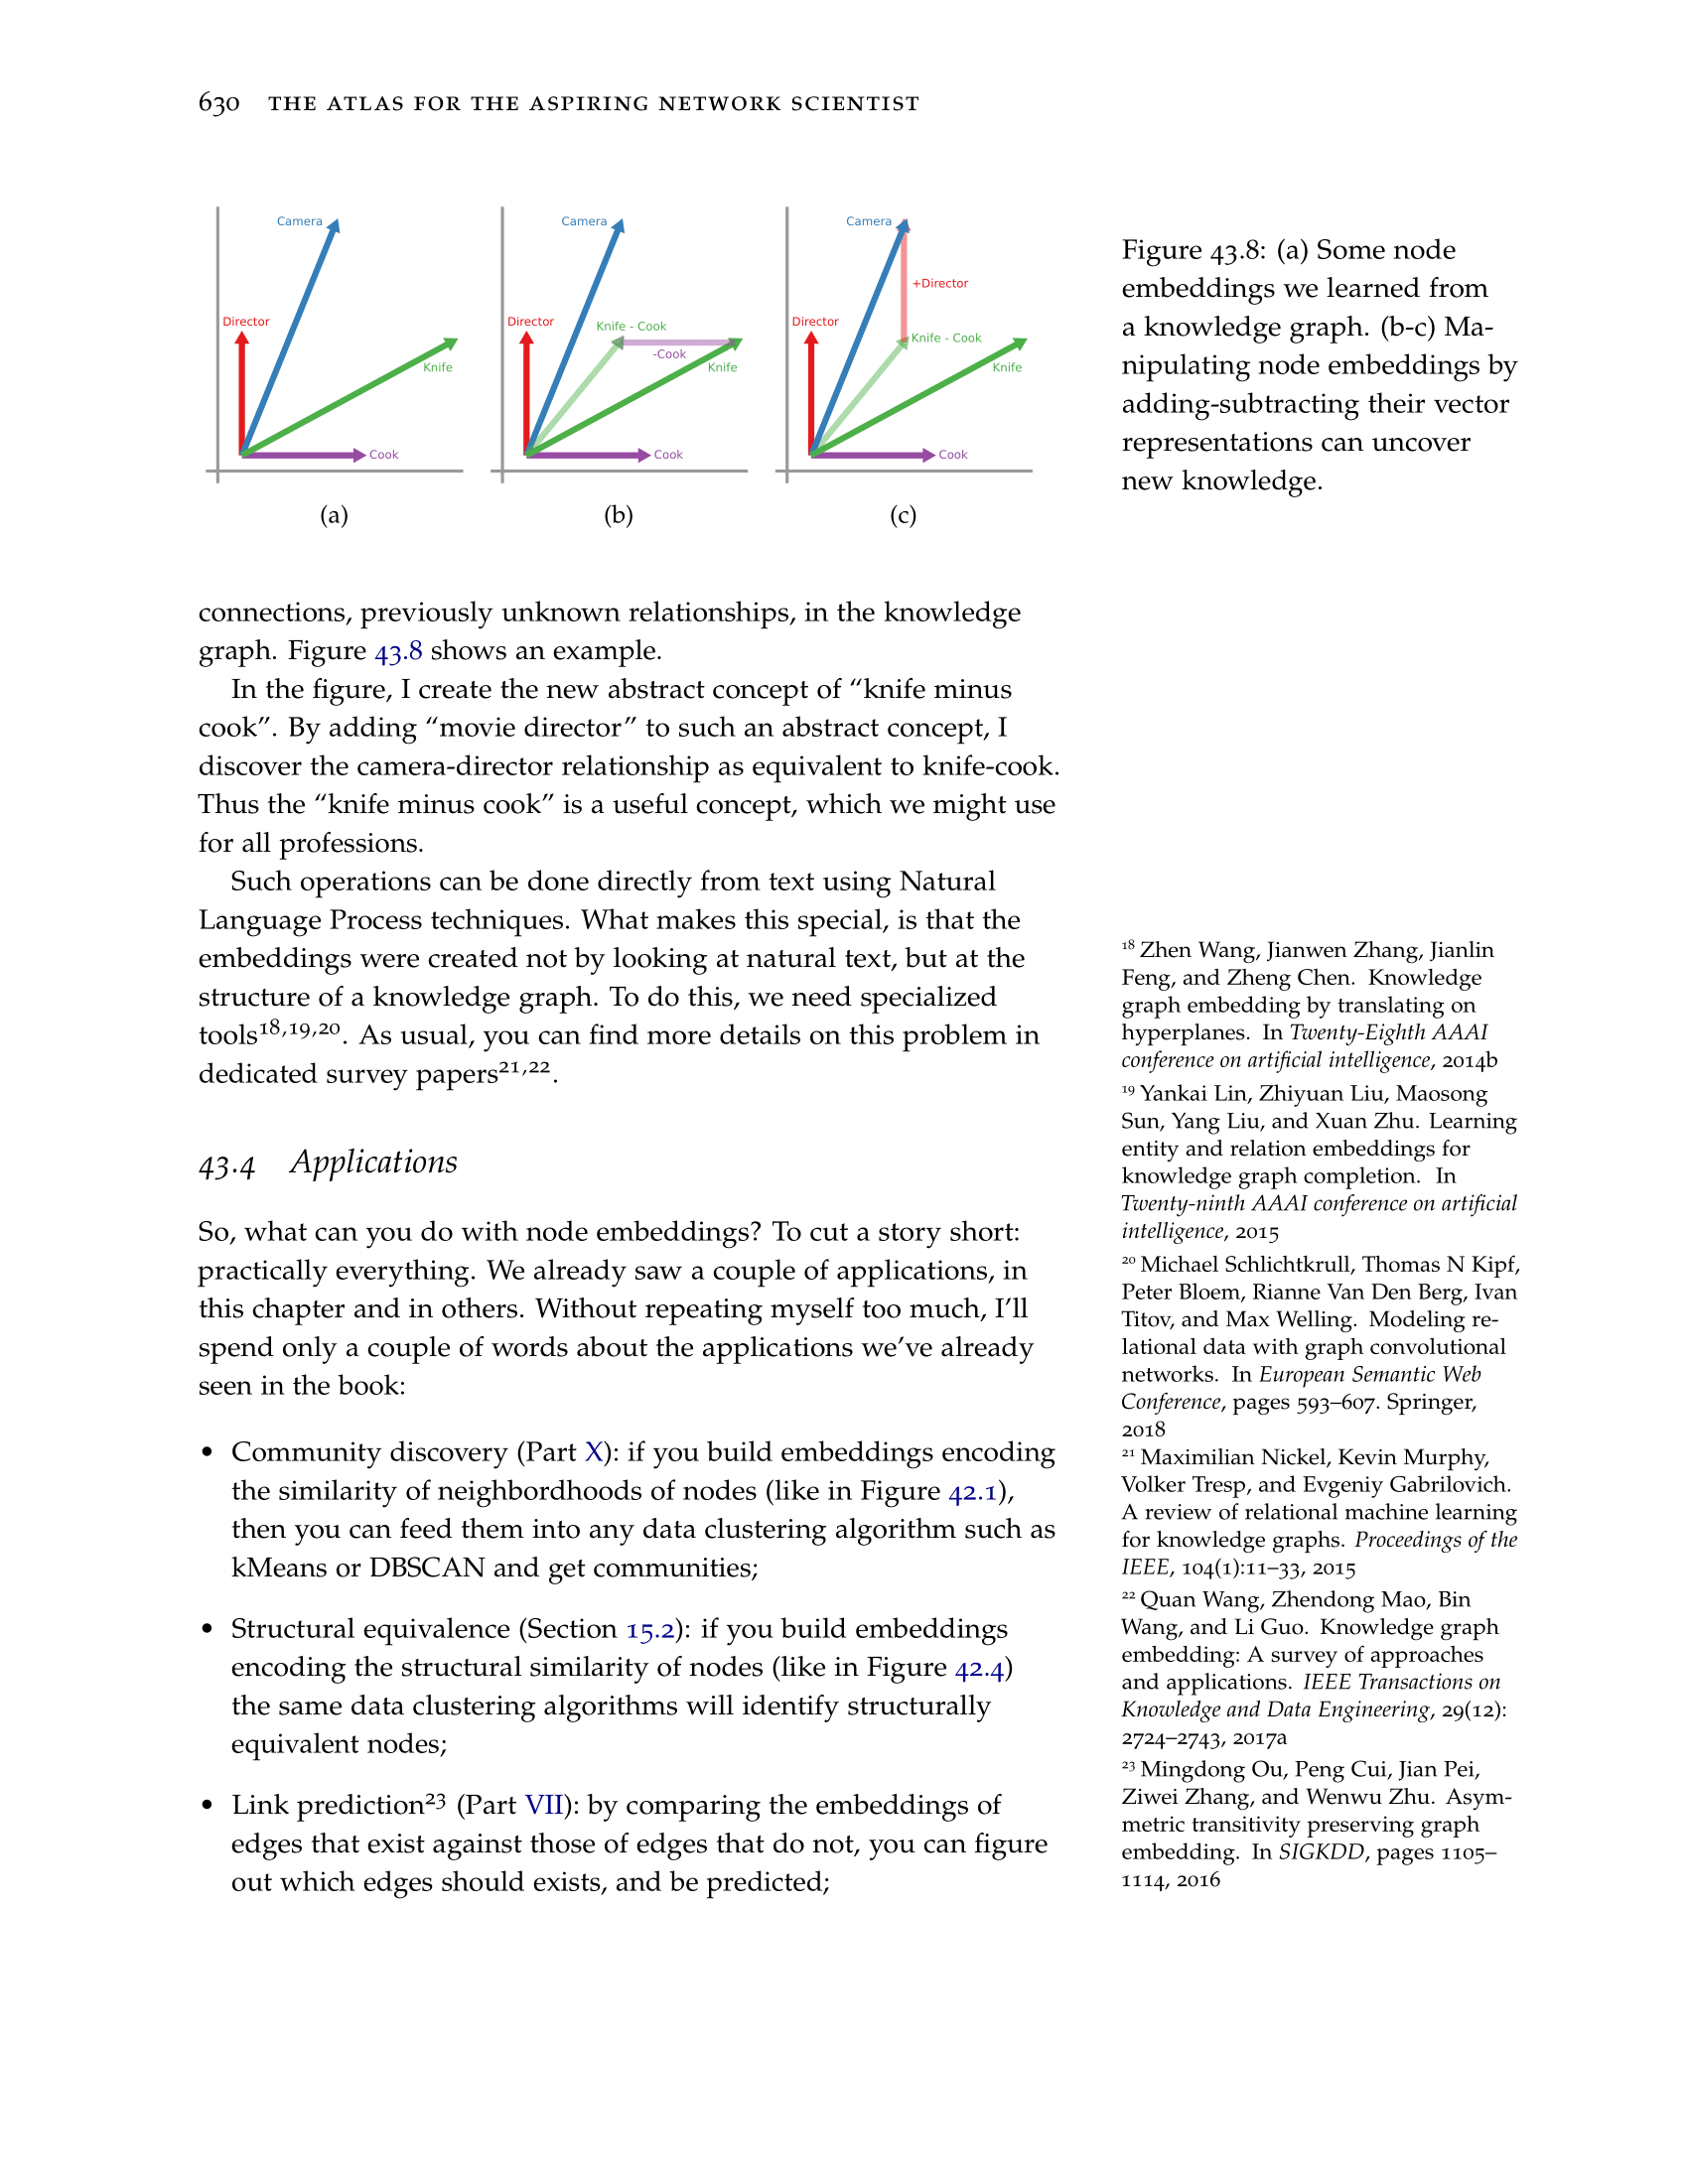 630 THE ATLAS FOR THE ASPIRING NETWORK SCIENTIST
Camera
Director
Knife
Cook
(a)
Camera
Director
Knife - Cook
-Cook
Knife
Cook
(b)
Camera
+Director
Director
Knife - Cook
Knife
Cook
(c)
Figure 43.8: (a) Some node
embeddings we learned from
a knowledge graph. (b-c) Ma-
nipulating node embeddings by
adding-subtracting their vector
representations can uncover
new knowledge.
connections, previously unknown relationships, in the knowledge
graph. Figure 43.8 shows an example.
In the figure, I create the new abstract concept of “knife minus
cook”. By adding “movie director” to such an abstract concept, I
discover the camera-director relationship as equivalent to knife-cook.
Thus the “knife minus cook” is a useful concept, which we might use
for all professions.
Such operations can be done directly from text using Natural
Language Process techniques. What makes this special, is that the
embeddings were created not by looking at natural text, but at the
structure of a knowledge graph. To do this, we need specialized
tools18,19,20. As usual, you can find more details on this problem in
dedicated survey papers21,22.
43.4 Applications
So, what can you do with node embeddings? To cut a story short:
practically everything. We already saw a couple of applications, in
this chapter and in others. Without repeating myself too much, I’ll
spend only a couple of words about the applications we’ve already
seen in the book:
• Community discovery (Part X): if you build embeddings encoding
the similarity of neighbordhoods of nodes (like in Figure 42.1),
then you can feed them into any data clustering algorithm such as
kMeans or DBSCAN and get communities;
• Structural equivalence (Section 15.2): if you build embeddings
encoding the structural similarity of nodes (like in Figure 42.4)
the same data clustering algorithms will identify structurally
equivalent nodes;
• Link prediction23 (Part VII): by comparing the embeddings of
edges that exist against those of edges that do not, you can figure
out which edges should exists, and be predicted;
18 Zhen Wang, Jianwen Zhang, Jianlin
Feng, and Zheng Chen. Knowledge
graph embedding by translating on
hyperplanes. In Twenty-Eighth AAAI
conference on artificial intelligence, 2014b
19 Yankai Lin, Zhiyuan Liu, Maosong
Sun, Yang Liu, and Xuan Zhu. Learning
entity and relation embeddings for
knowledge graph completion. In
Twenty-ninth AAAI conference on artificial
intelligence, 2015
20 Michael Schlichtkrull, Thomas N Kipf,
Peter Bloem, Rianne Van Den Berg, Ivan
Titov, and Max Welling. Modeling re-
lational data with graph convolutional
networks. In European Semantic Web
Conference, pages 593–607. Springer,
2018
21 Maximilian Nickel, Kevin Murphy,
Volker Tresp, and Evgeniy Gabrilovich.
A review of relational machine learning
for knowledge graphs. Proceedings of the
IEEE, 104(1):11–33, 2015
22 Quan Wang, Zhendong Mao, Bin
Wang, and Li Guo. Knowledge graph
embedding: A survey of approaches
and applications. IEEE Transactions on
Knowledge and Data Engineering, 29(12):
2724–2743, 2017a
23 Mingdong Ou, Peng Cui, Jian Pei,
Ziwei Zhang, and Wenwu Zhu. Asym-
metric transitivity preserving graph
embedding. In SIGKDD, pages 1105–
1114, 2016